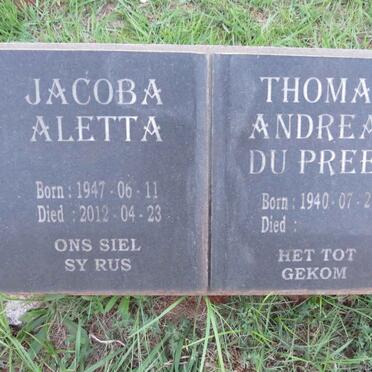 JACOBA
ALETTA
Born : 1947 - 06 - 11
Died : 2012 - 04 - 23
ONS SIEL
SY RUS
THOMA
ANDREA
DU PREE
Born : 1940 - 07 - 2
Died :
HET TOT
GEKOM